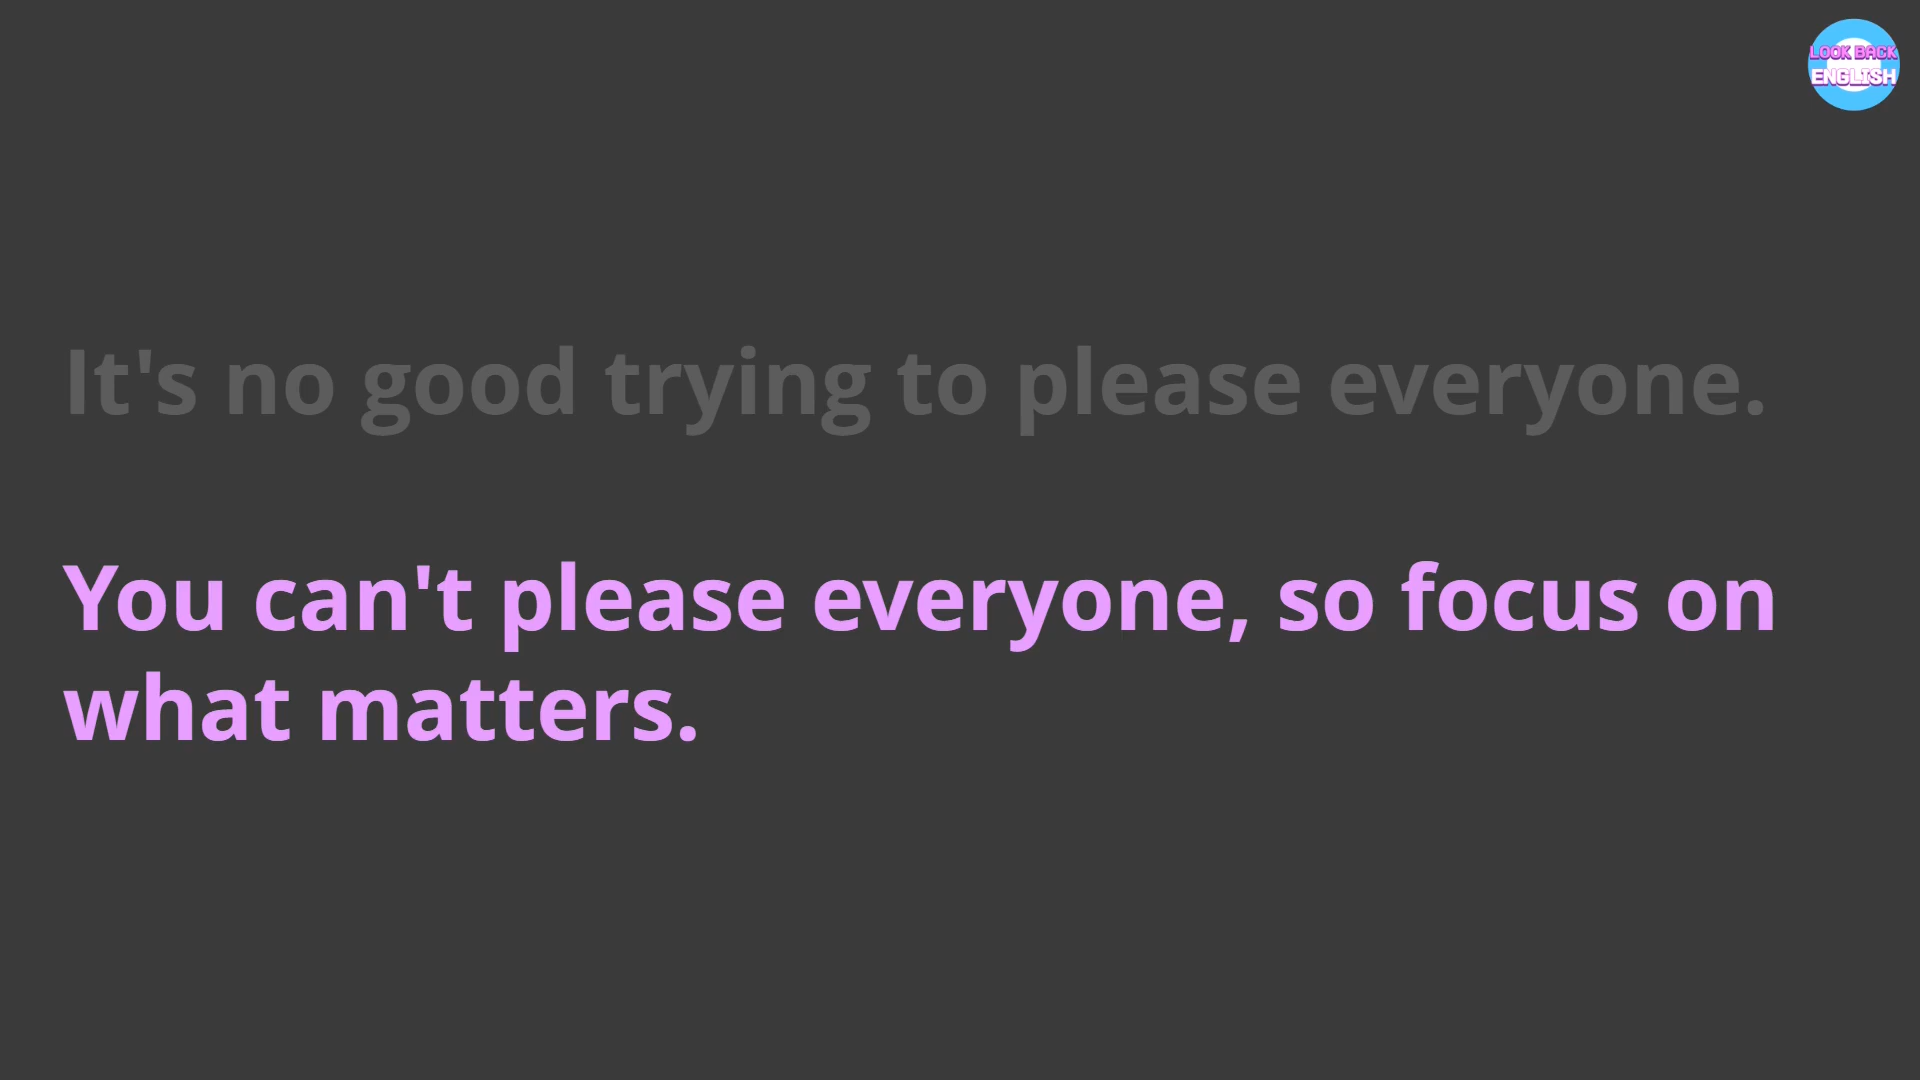 LOOK BACK
ENGLISH
It's no good trying to please everyone.
You can't please everyone, so focus on
what matters.